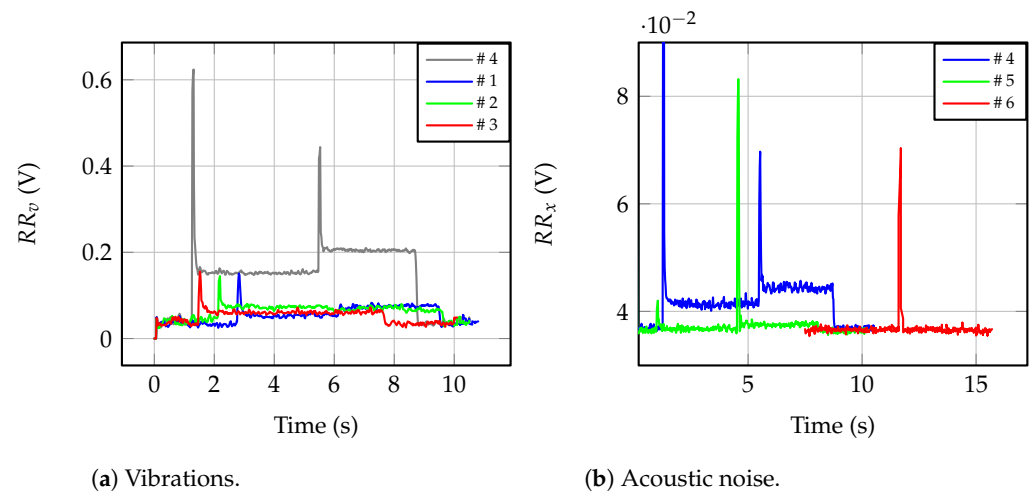 ·10−2
# 4
# 1
# 2
# 3
0.6
0.4
0.2
0
RRv (V)
0 2 4 6 8 10
Time (s)
(a) Vibrations.
# 4
# 5
# 6
8
6
4
RRx (V)
5 10 15
Time (s)
(b) Acoustic noise.